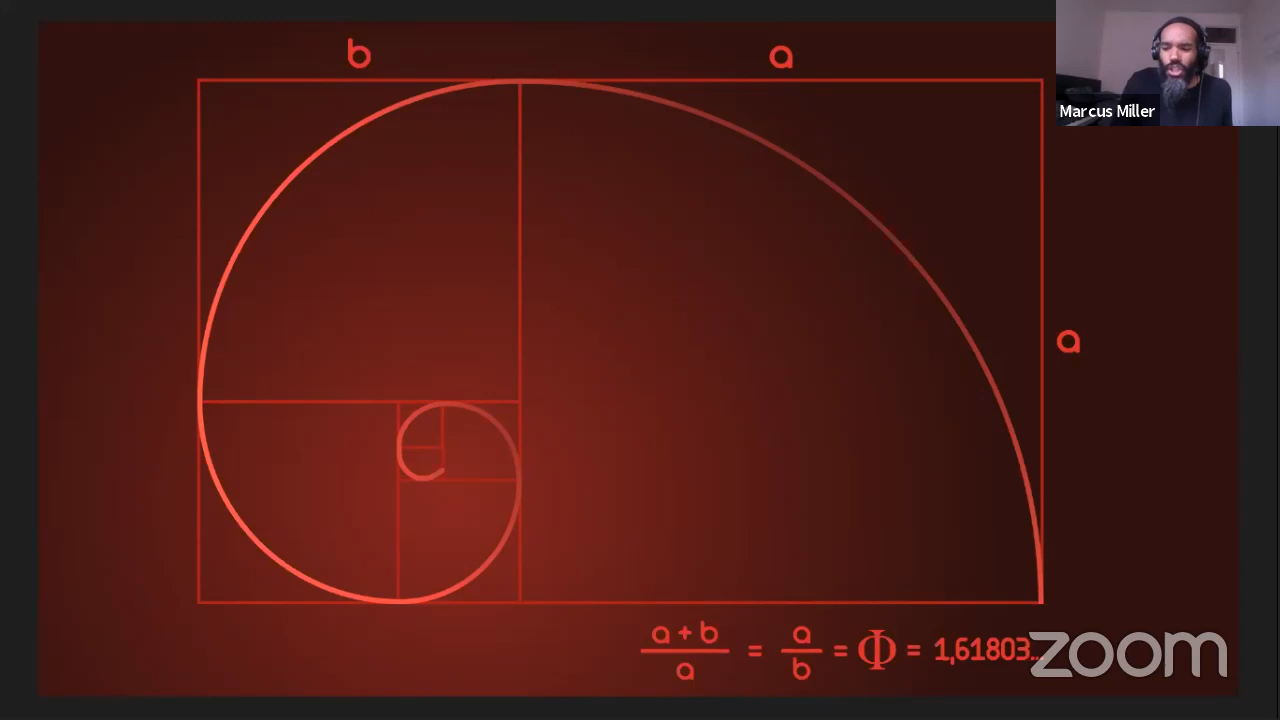 b
a
Marcus Miller
a
a + b / a = a / b = Φ = 1,61803...
zoom